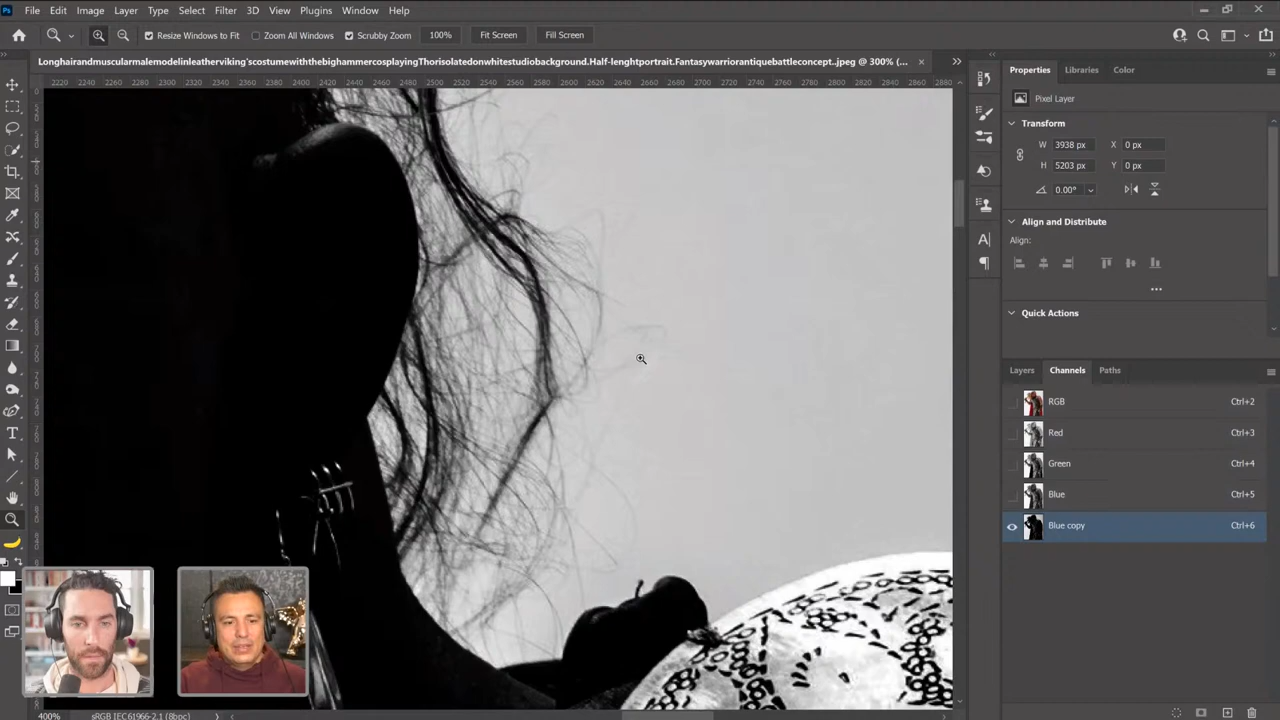 Ps File Edit Image Layer Type Select Filter 3D View Plugins Window Help
Resize Windows to Fit Zoom All Windows Scrubby Zoom 100% Fit Screen Fill Screen
Longhairandmuscularmalemodelinleatherviking'scostumewiththebighammercosplayingThorisolatedonwhitestudiobackground.Half-lenghtportrait.Fantasywarriorantiquebattleconcept..jpeg @ 300% (...
2220 2240 2260 2280 2300 2320 2340 2360 2380 2400 2420 2440 2460 2480 2500 2520 2540 2560 2580 2600 2620 2640 2660 2680 2700 2720 2740 2760 2780 2800 2820 2840 2860 2880
Properties Libraries Color
Pixel Layer
Transform
W 3938 px X 0 px
H 5203 px Y 0 px
0.00°
Align and Distribute
Align:
Quick Actions
Layers Channels Paths
RGB Ctrl+2
Red Ctrl+3
Green Ctrl+4
Blue Ctrl+5
Blue copy Ctrl+6
400% sRGB IEC61966-2.1 (8bpc)